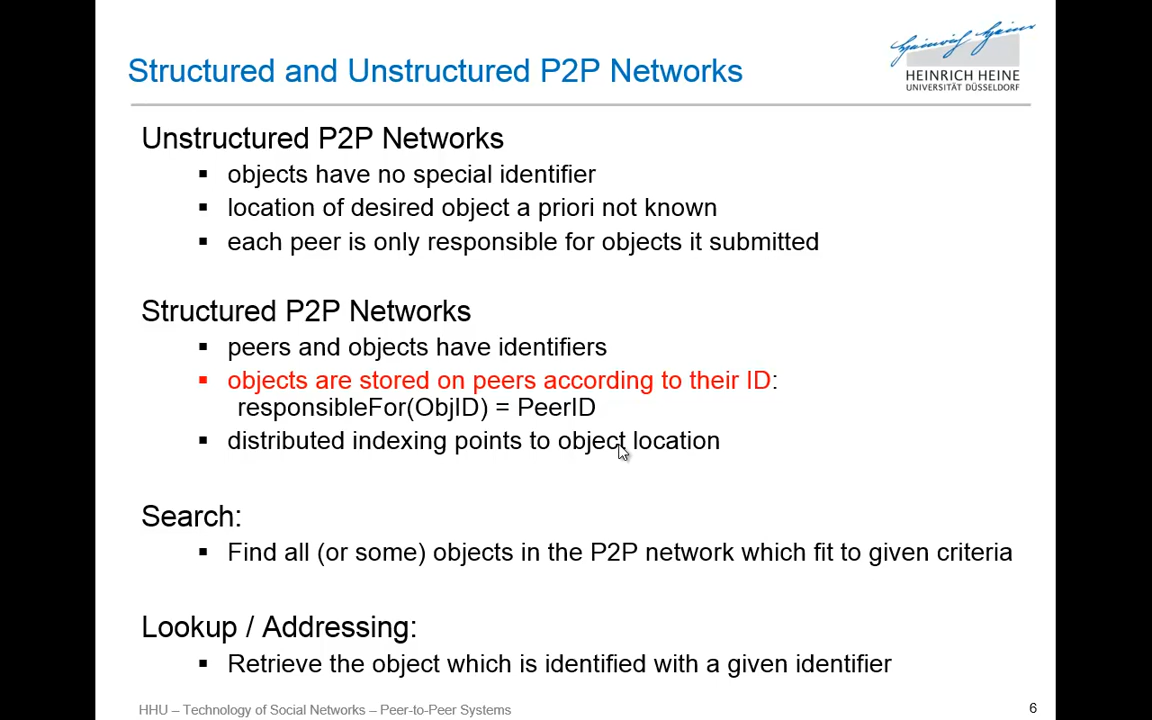 Structured and Unstructured P2P Networks
Heinrich Heine
HEINRICH HEINE
UNIVERSITÄT DÜSSELDORF
Unstructured P2P Networks
▪ objects have no special identifier
▪ location of desired object a priori not known
▪ each peer is only responsible for objects it submitted
Structured P2P Networks
▪ peers and objects have identifiers
▪ objects are stored on peers according to their ID:
responsibleFor(ObjID) = PeerID
▪ distributed indexing points to object location
Search:
▪ Find all (or some) objects in the P2P network which fit to given criteria
Lookup / Addressing:
▪ Retrieve the object which is identified with a given identifier
HHU – Technology of Social Networks – Peer-to-Peer Systems
6